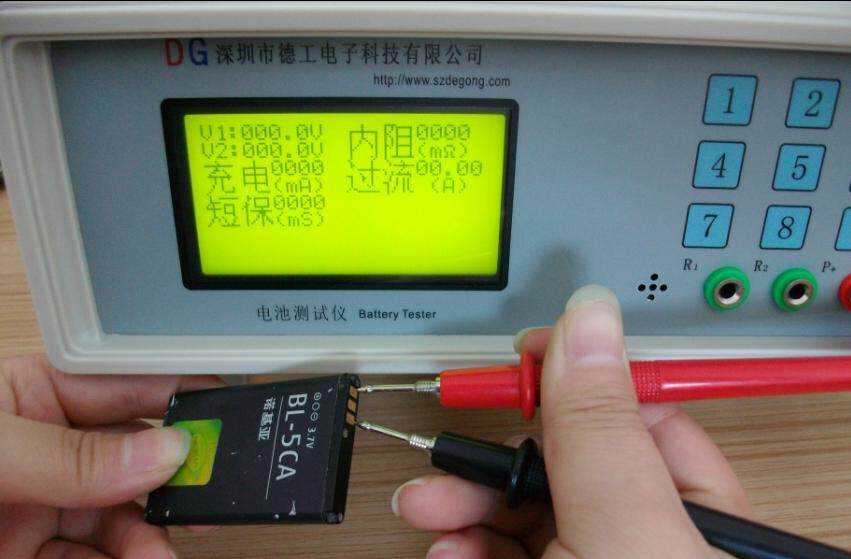 DG 深圳市德工电子科技有限公司
http://www.szdegong.com
V1:000.0V 内阻0000(mΩ)
V2:000.0V
充电0000(mA) 过流00.00(A)
短保0000(mS)
1 2
4 5
7 8
R1 R2 P+
电池测试仪 Battery Tester
3.7V
BL-5CA
诺基亚